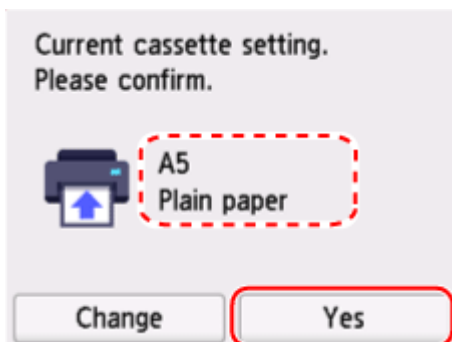 Current cassette setting.
Please confirm.
A5
Plain paper
Change
Yes